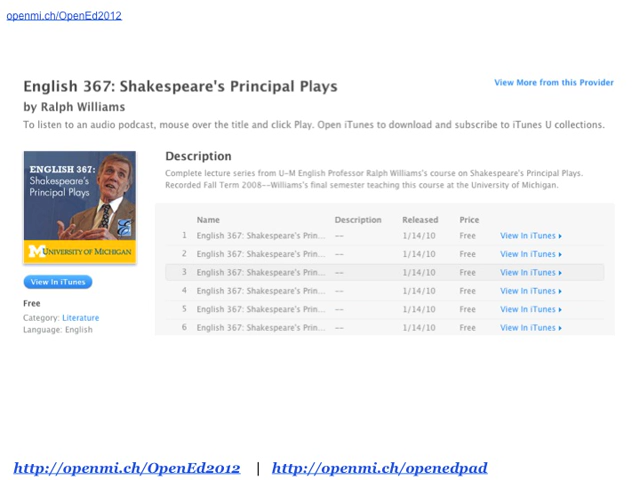 openmi.ch/OpenEd2012
English 367: Shakespeare's Principal Plays
View More from this Provider
by Ralph Williams
To listen to an audio podcast, mouse over the title and click Play. Open iTunes to download and subscribe to iTunes U collections.
ENGLISH 367:
Shakespeare's
Principal Plays
M UNIVERSITY OF MICHIGAN
View In iTunes
Free
Category: Literature
Language: English
Description
Complete lecture series from U-M English Professor Ralph Williams's course on Shakespeare's Principal Plays.
Recorded Fall Term 2008--Williams's final semester teaching this course at the University of Michigan.
Name Description Released Price
1 English 367: Shakespeare's Prin... -- 1/14/10 Free View In iTunes
2 English 367: Shakespeare's Prin... -- 1/14/10 Free View In iTunes
3 English 367: Shakespeare's Prin... -- 1/14/10 Free View In iTunes
4 English 367: Shakespeare's Prin... -- 1/14/10 Free View In iTunes
5 English 367: Shakespeare's Prin... -- 1/14/10 Free View In iTunes
6 English 367: Shakespeare's Prin... -- 1/14/10 Free View In iTunes
http://openmi.ch/OpenEd2012 | http://openmi.ch/openedpad